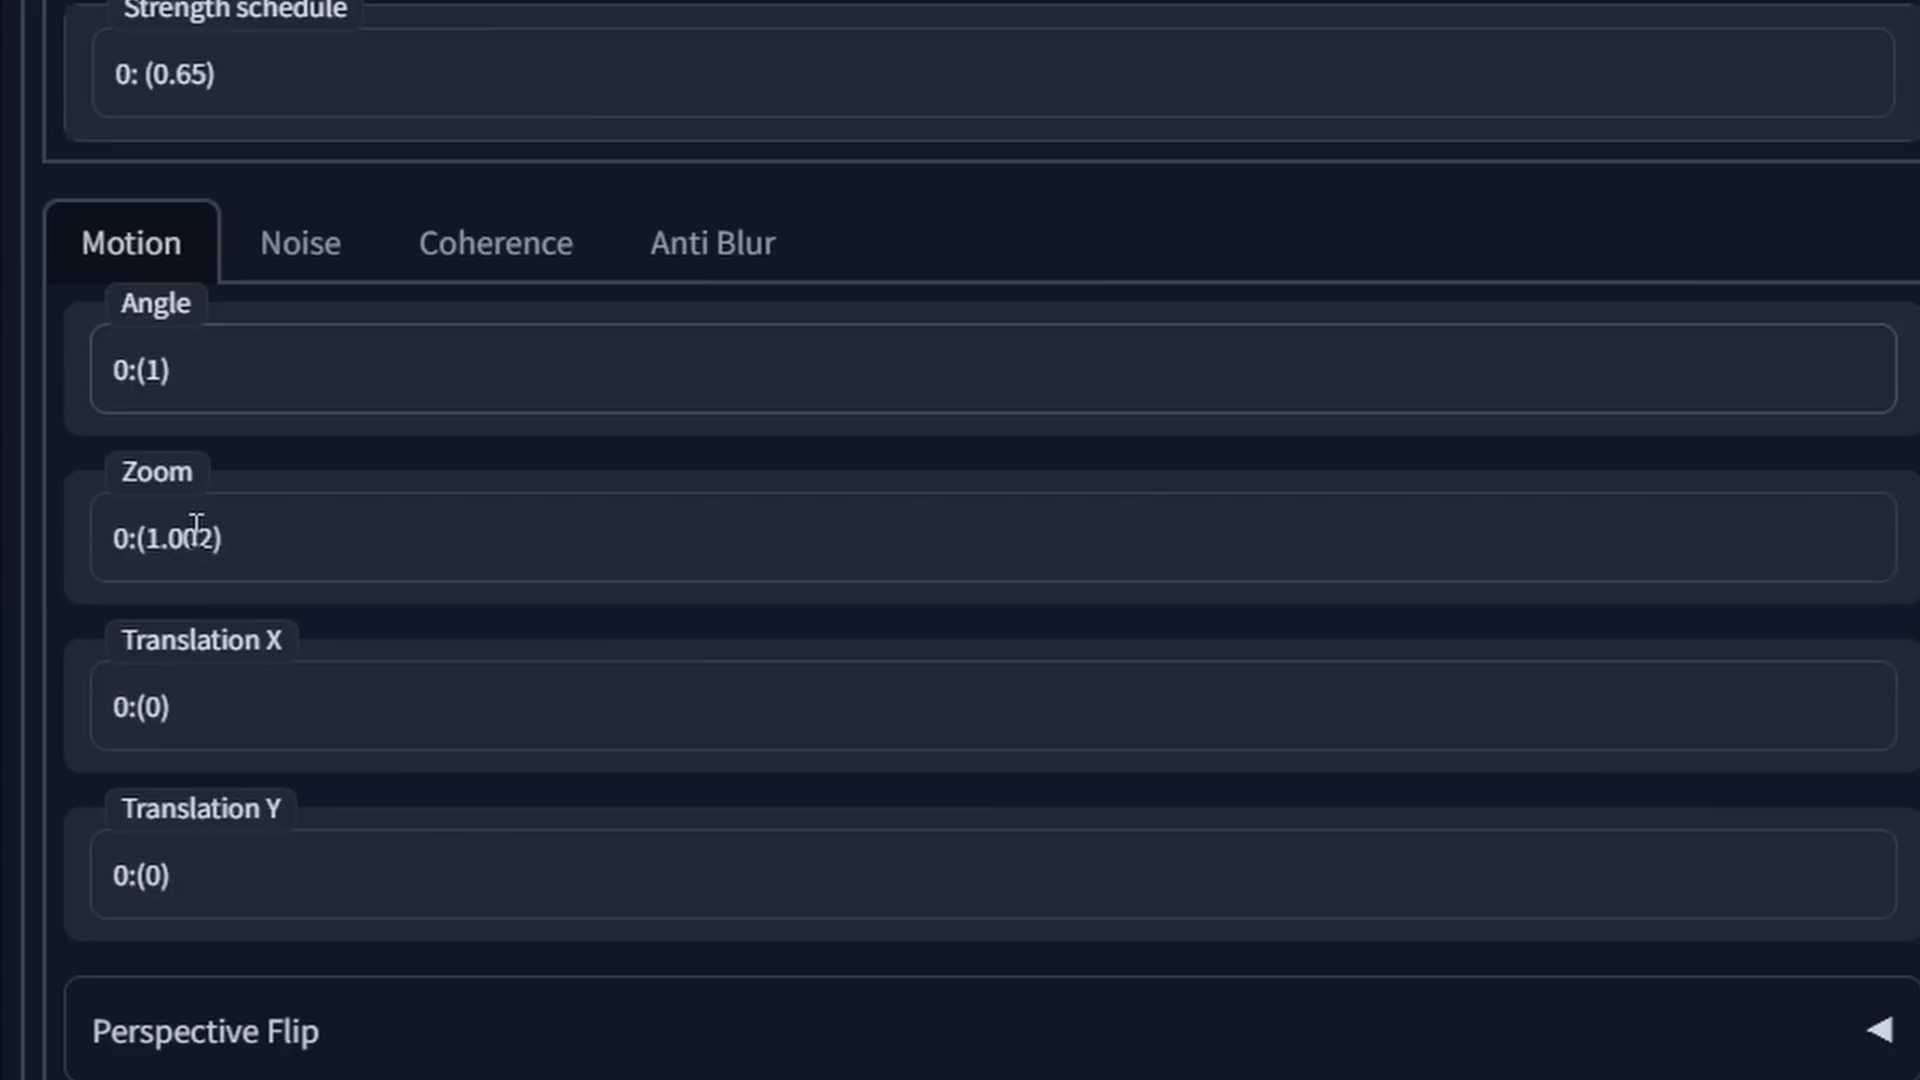 Strength schedule
0: (0.65)
Motion
Noise
Coherence
Anti Blur
Angle
0:(1)
Zoom
0:(1.002)
Translation X
0:(0)
Translation Y
0:(0)
Perspective Flip